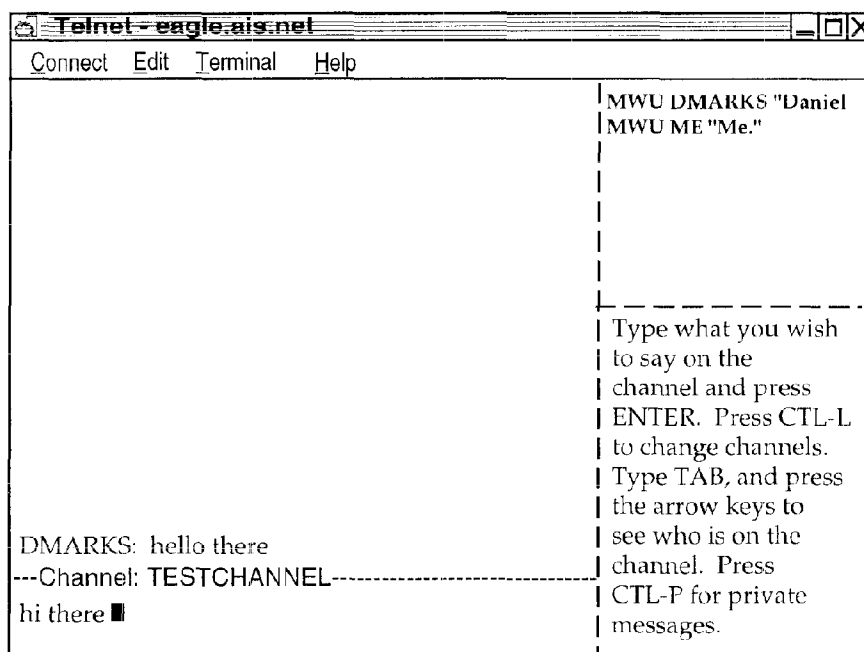 Telnet - eagle.ais.net
Connect Edit Terminal Help
MWU DMARKS "Daniel
MWU ME "Me."
Type what you wish
to say on the
channel and press
ENTER. Press CTL-L
to change channels.
Type TAB, and press
the arrow keys to
see who is on the
channel. Press
CTL-P for private
messages.
DMARKS: hello there
---Channel: TESTCHANNEL---------------------------
hi there